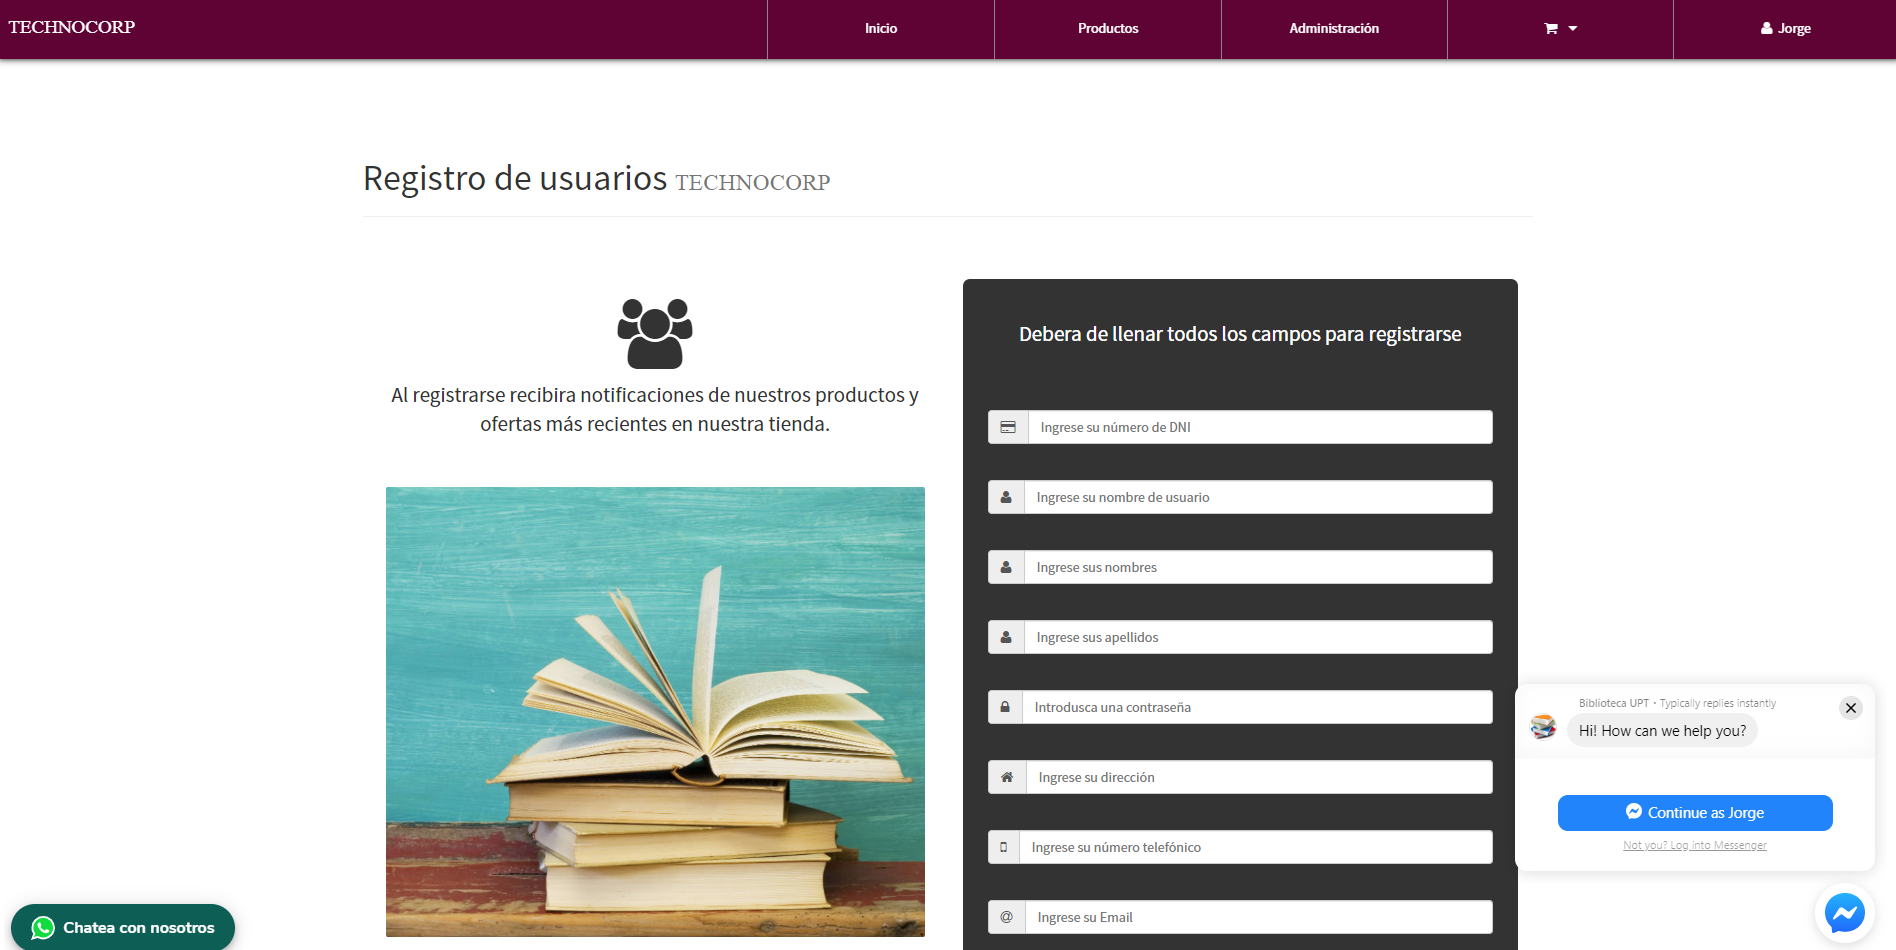 TECHNOCORP
Inicio
Productos
Administración
Jorge
Registro de usuarios TECHNOCORP
Al registrarse recibira notificaciones de nuestros productos y
ofertas más recientes en nuestra tienda.
Debera de llenar todos los campos para registrarse
Ingrese su número de DNI
Ingrese su nombre de usuario
Ingrese sus nombres
Ingrese sus apellidos
Introdusca una contraseña
Ingrese su dirección
Ingrese su número telefónico
@ Ingrese su Email
Biblioteca UPT • Typically replies instantly
Hi! How can we help you?
Continue as Jorge
Not you? Log into Messenger
Chatea con nosotros